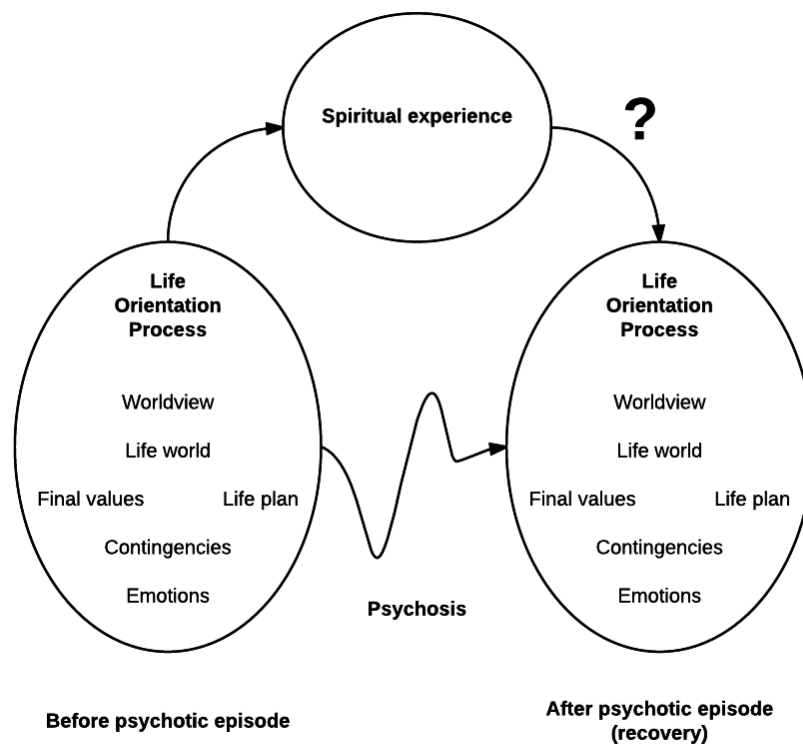 Spiritual experience
?
Life
Orientation
Process
Worldview
Life world
Final values Life plan
Contingencies
Emotions
Psychosis
Life
Orientation
Process
Worldview
Life world
Final values Life plan
Contingencies
Emotions
Before psychotic episode
After psychotic episode
(recovery)